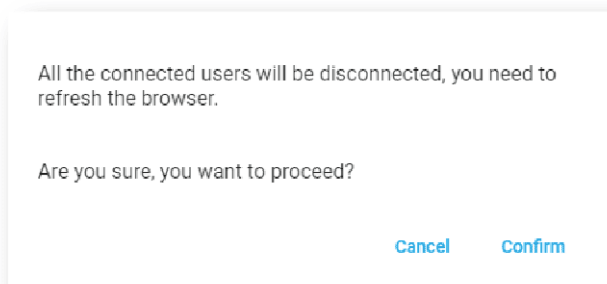 All the connected users will be disconnected, you need to
refresh the browser.
Are you sure, you want to proceed?
Cancel Confirm